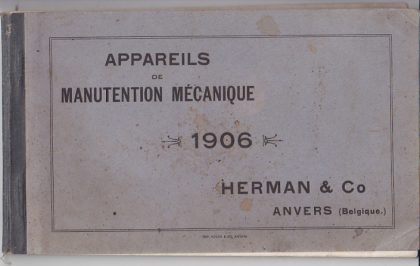 APPAREILS
DE
MANUTENTION MÉCANIQUE
1906
HERMAN & Co
ANVERS (Belgique.)